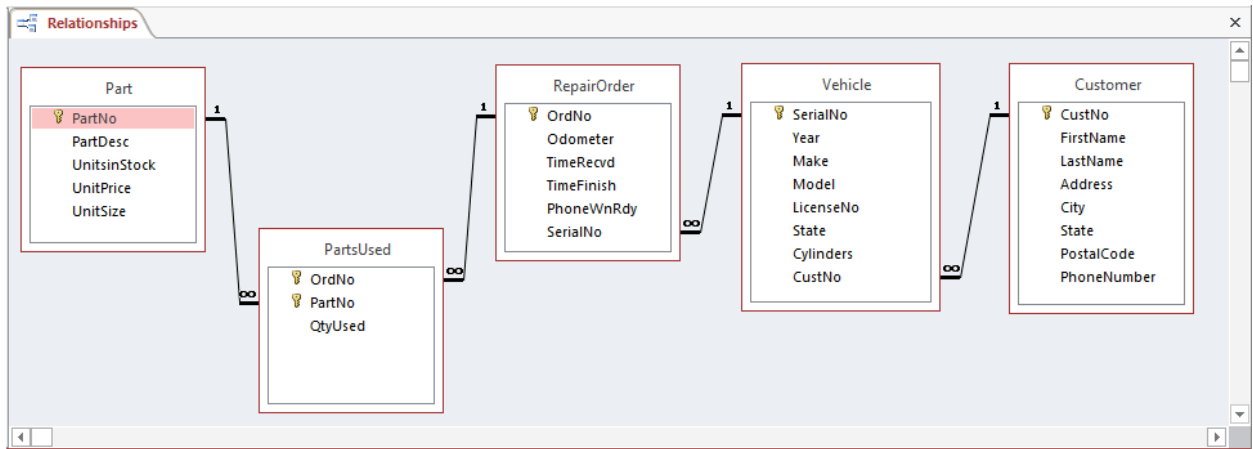 Relationships
Part
PartNo
PartDesc
UnitsinStock
UnitPrice
UnitSize
1
∞
PartsUsed
OrdNo
PartNo
QtyUsed
∞
1
RepairOrder
OrdNo
Odometer
TimeRecvd
TimeFinish
PhoneWnRdy
SerialNo
∞
1
Vehicle
SerialNo
Year
Make
Model
LicenseNo
State
Cylinders
CustNo
∞
1
Customer
CustNo
FirstName
LastName
Address
City
State
PostalCode
PhoneNumber